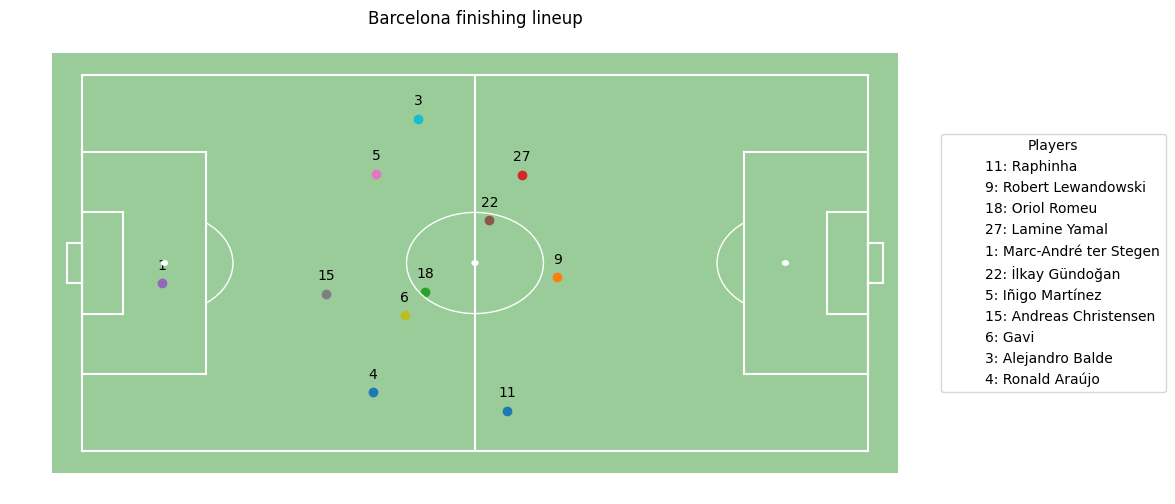 Barcelona finishing lineup
3
5
27
22
9
1
15
18
6
4
11
Players
11: Raphinha
9: Robert Lewandowski
18: Oriol Romeu
27: Lamine Yamal
1: Marc-André ter Stegen
22: İlkay Gündoğan
5: Iñigo Martínez
15: Andreas Christensen
6: Gavi
3: Alejandro Balde
4: Ronald Araújo